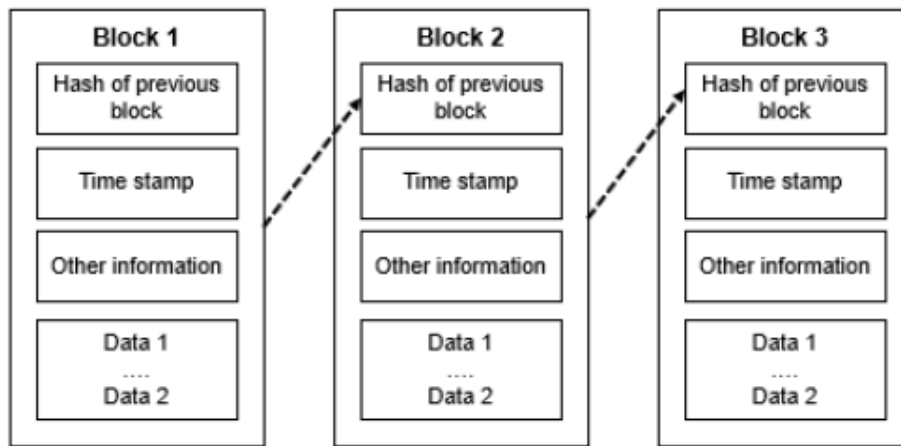 Block 1
Hash of previous
block
Time stamp
Other information
Data 1
....
Data 2
Block 2
Hash of previous
block
Time stamp
Other information
Data 1
....
Data 2
Block 3
Hash of previous
block
Time stamp
Other information
Data 1
....
Data 2